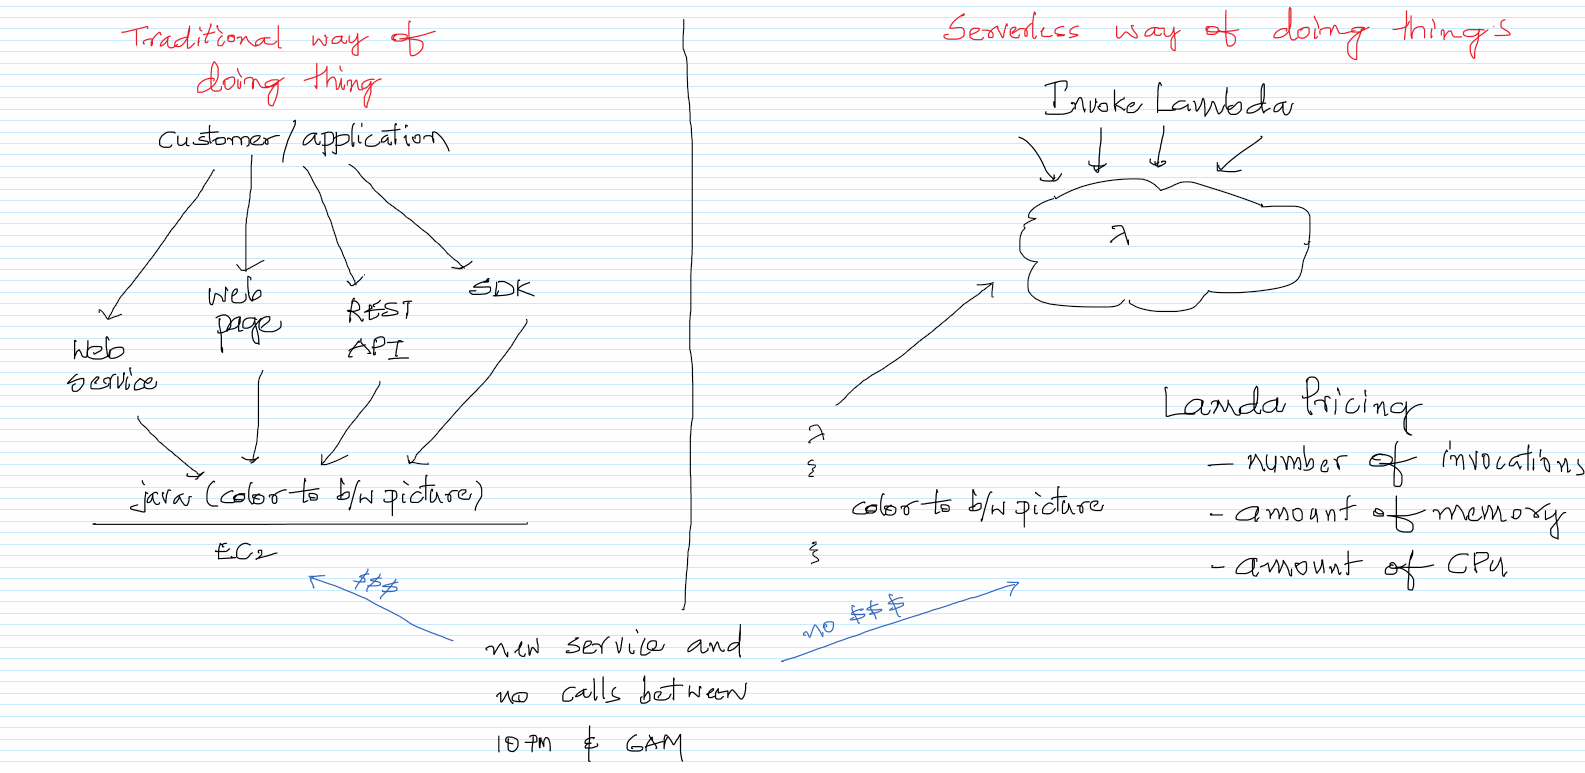 Traditional way of
doing thing
customer/application
Web
service
Web
page
REST
API
SDK
java (color to b/w picture)
EC2
$$$
new service and
no calls between
10 PM & 6AM
no $$$
Serverless way of doing things
Invoke Lambda
λ
λ
{
color to b/w picture
}
Lamda Pricing
- number of invocations
- amount of memory
- amount of CPU